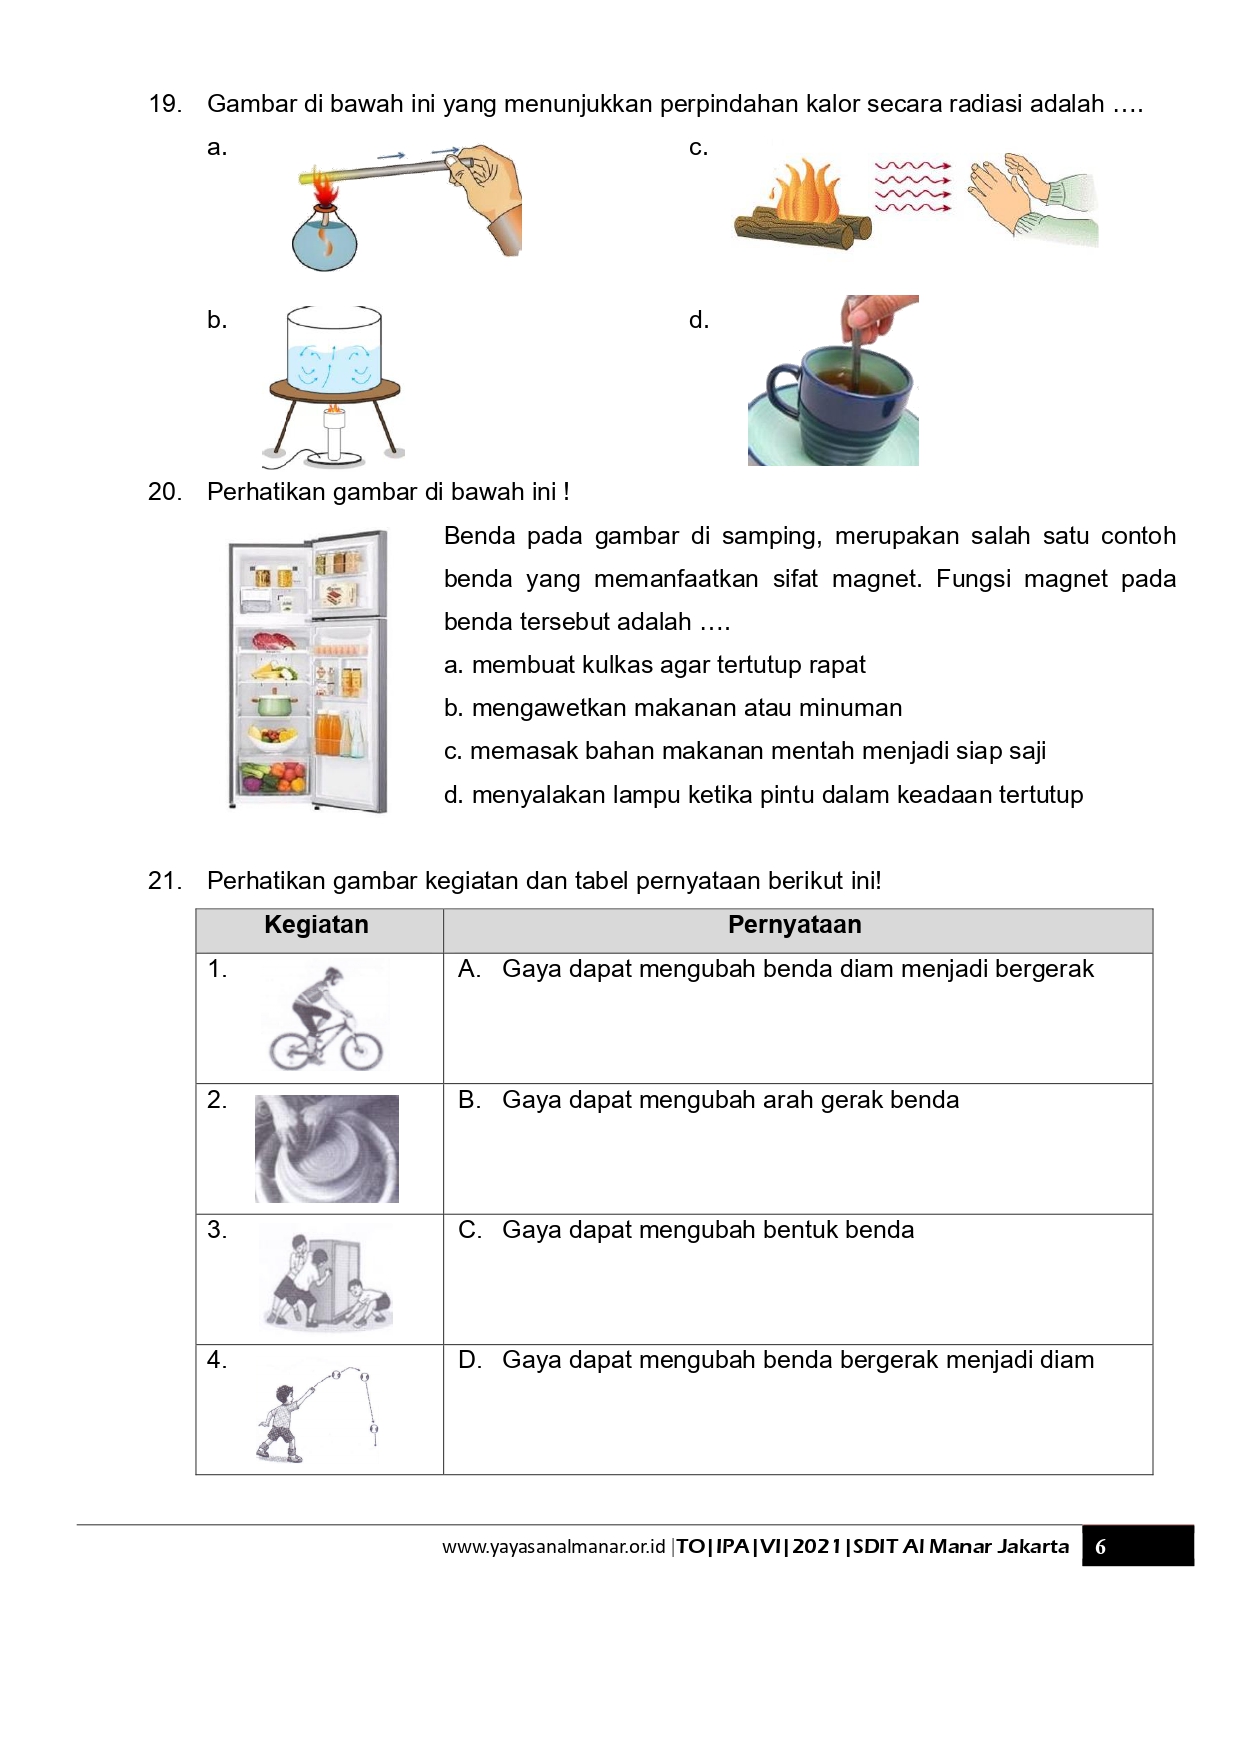 19. Gambar di bawah ini yang menunjukkan perpindahan kalor secara radiasi adalah ….
a.
c.
b.
d.
20. Perhatikan gambar di bawah ini !
Benda pada gambar di samping, merupakan salah satu contoh
benda yang memanfaatkan sifat magnet. Fungsi magnet pada
benda tersebut adalah ….
a. membuat kulkas agar tertutup rapat
b. mengawetkan makanan atau minuman
c. memasak bahan makanan mentah menjadi siap saji
d. menyalakan lampu ketika pintu dalam keadaan tertutup
21. Perhatikan gambar kegiatan dan tabel pernyataan berikut ini!
Kegiatan
Pernyataan
1.
A. Gaya dapat mengubah benda diam menjadi bergerak
2.
B. Gaya dapat mengubah arah gerak benda
3.
C. Gaya dapat mengubah bentuk benda
4.
D. Gaya dapat mengubah benda bergerak menjadi diam
www.yayasanalmanar.or.id |TO|IPA|VI|2021|SDIT Al Manar Jakarta 6